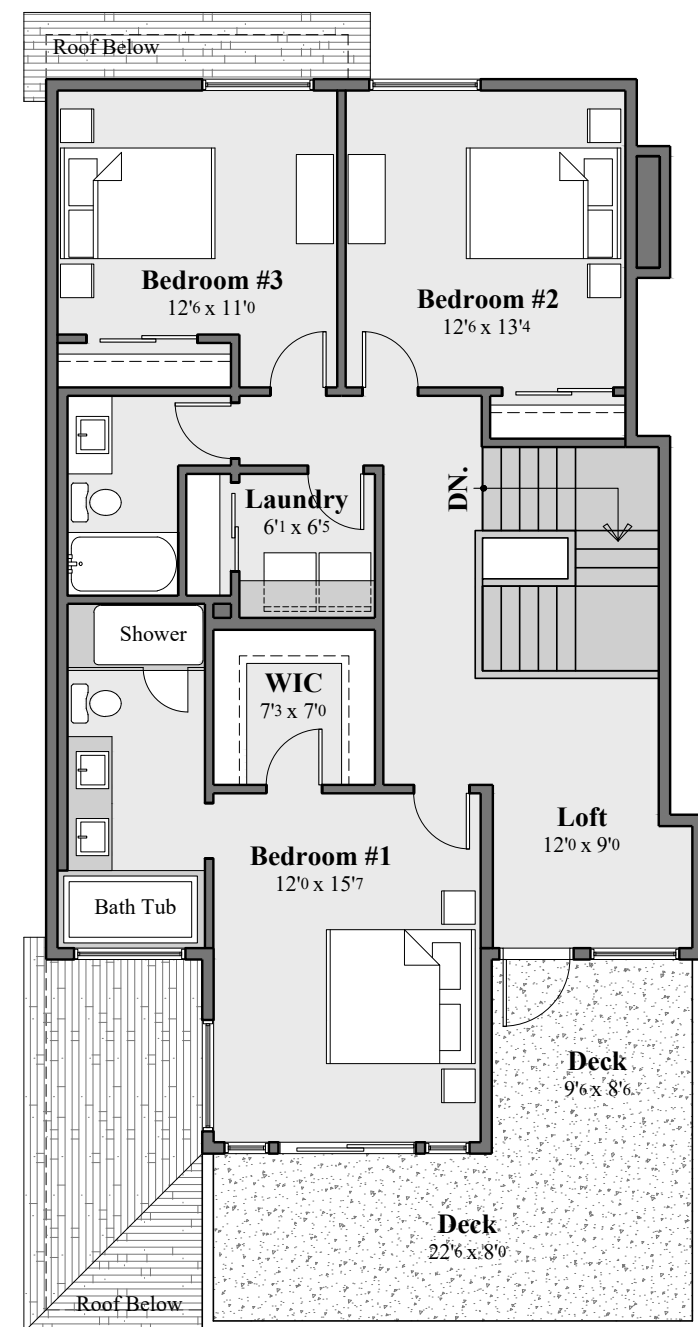 Roof Below
Bedroom #3
12'6 x 11'0
Bedroom #2
12'6 x 13'4
Laundry
6'1 x 6'5
DN.
Shower
WIC
7'3 x 7'0
Loft
12'0 x 9'0
Bedroom #1
12'0 x 15'7
Bath Tub
Deck
9'6 x 8'6
Deck
22'6 x 8'0
Roof Below